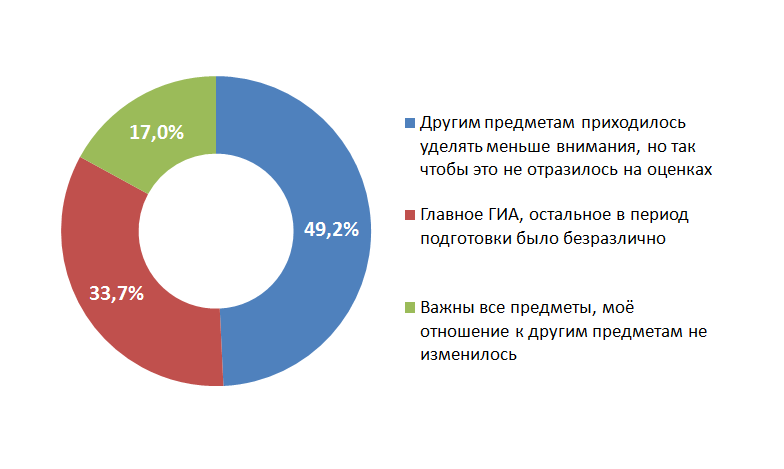 17,0%
49,2%
33,7%
Другим предметам приходилось
уделять меньше внимания, но так
чтобы это не отразилось на оценках
Главное ГИА, остальное в период
подготовки было безразлично
Важны все предметы, моё
отношение к другим предметам не
изменилось